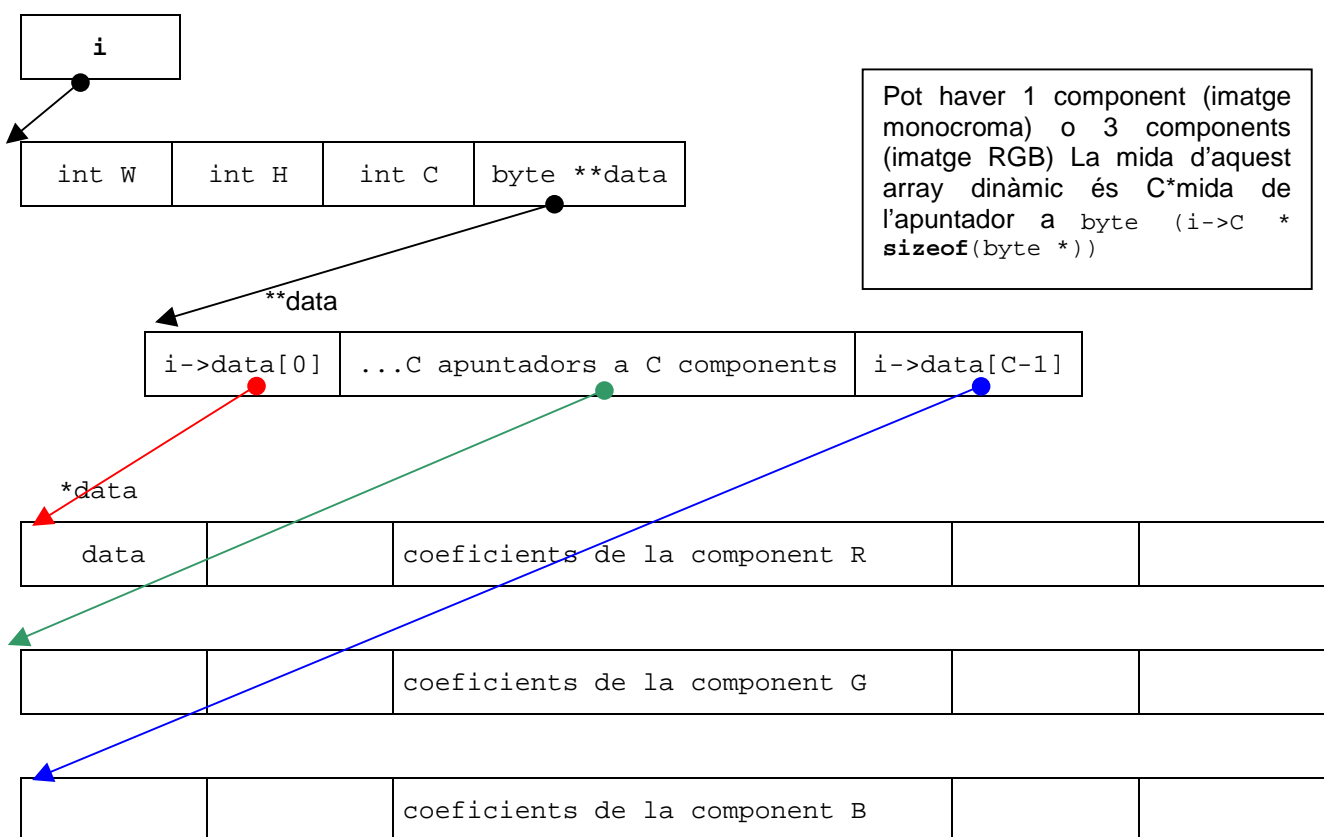 i
Pot haver 1 component (imatge
monocroma) o 3 components
(imatge RGB) La mida d'aquest
array dinàmic és C*mida de
l'apuntador a byte (i->C *
sizeof(byte *))
int W int H int C byte **data
**data
i->data[0] ...C apuntadors a C components i->data[C-1]
*data
data coeficients de la component R
coeficients de la component G
coeficients de la component B